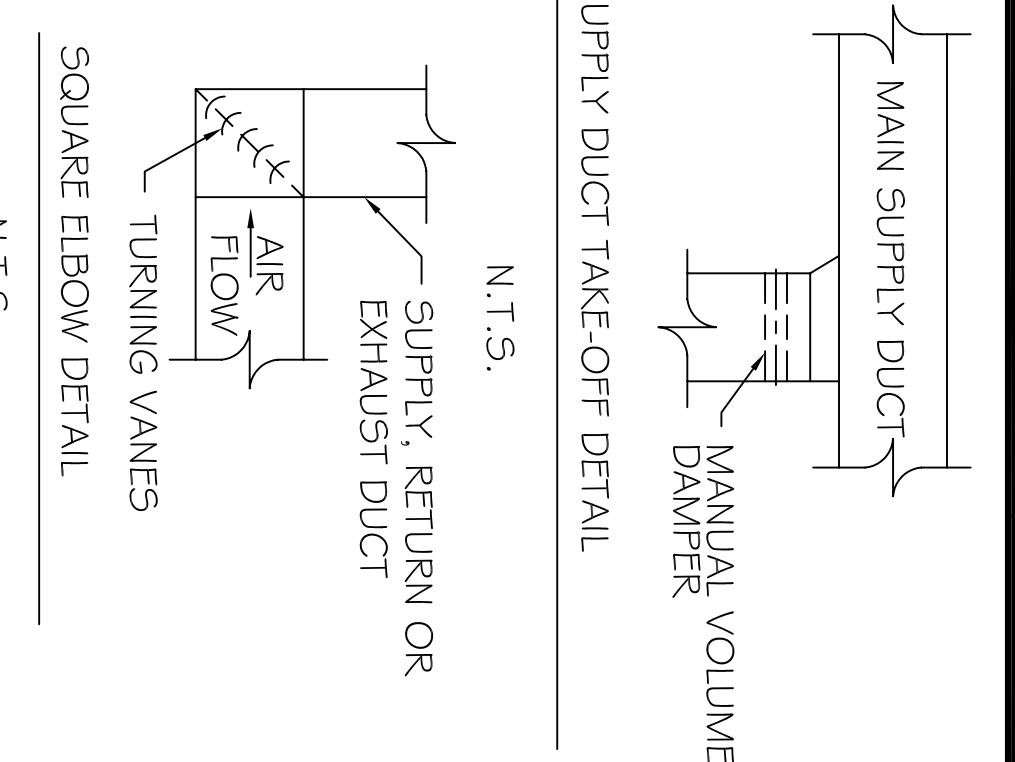 MAIN SUPPLY DUCT
MANUAL VOLUME
DAMPER
UPPLY DUCT TAKE-OFF DETAIL
N.T.S.
SUPPLY, RETURN OR
EXHAUST DUCT
AIR
FLOW
TURNING VANES
SQUARE ELBOW DETAIL